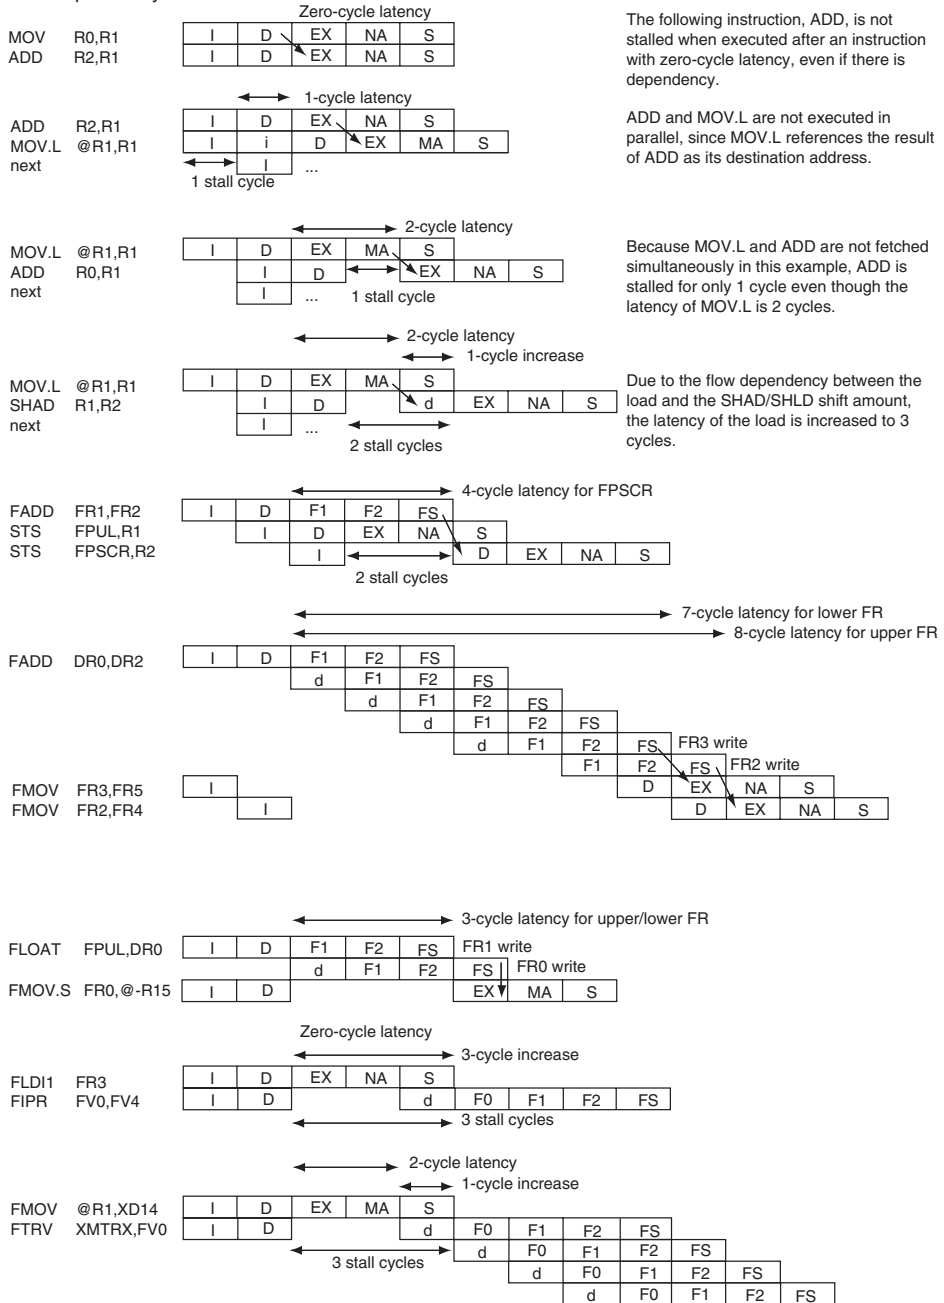 Zero-cycle latency
MOV R0,R1 I D EX NA S
ADD R2,R1 I D EX NA S
The following instruction, ADD, is not
stalled when executed after an instruction
with zero-cycle latency, even if there is
dependency.
1-cycle latency
ADD R2,R1 I D EX NA S
MOV.L @R1,R1 I i D EX MA S
next I ...
1 stall cycle
ADD and MOV.L are not executed in
parallel, since MOV.L references the result
of ADD as its destination address.
2-cycle latency
MOV.L @R1,R1 I D EX MA S
ADD R0,R1 I D EX NA S
next I ... 1 stall cycle
Because MOV.L and ADD are not fetched
simultaneously in this example, ADD is
stalled for only 1 cycle even though the
latency of MOV.L is 2 cycles.
2-cycle latency
1-cycle increase
MOV.L @R1,R1 I D EX MA S
SHAD R1,R2 I D d EX NA S
next I ...
2 stall cycles
Due to the flow dependency between the
load and the SHAD/SHLD shift amount,
the latency of the load is increased to 3
cycles.
4-cycle latency for FPSCR
FADD FR1,FR2 I D F1 F2 FS
STS FPUL,R1 I D EX NA S
STS FPSCR,R2 I D EX NA S
2 stall cycles
7-cycle latency for lower FR
8-cycle latency for upper FR
FADD DR0,DR2 I D F1 F2 FS
d F1 F2 FS
d F1 F2 FS
d F1 F2 FS
d F1 F2 FS FR3 write
F1 F2 FS FR2 write
FMOV FR3,FR5 I D EX NA S
FMOV FR2,FR4 I D EX NA S
3-cycle latency for upper/lower FR
FLOAT FPUL,DR0 I D F1 F2 FS FR1 write
d F1 F2 FS FR0 write
FMOV.S FR0,@-R15 I D EX MA S
Zero-cycle latency
3-cycle increase
FLDI1 FR3 I D EX NA S
FIPR FV0,FV4 I D d F0 F1 F2 FS
3 stall cycles
2-cycle latency
1-cycle increase
FMOV @R1,XD14 I D EX MA S
FTRV XMTRX,FV0 I D d F0 F1 F2 FS
3 stall cycles d F0 F1 F2 FS
d F0 F1 F2 FS
d F0 F1 F2 FS